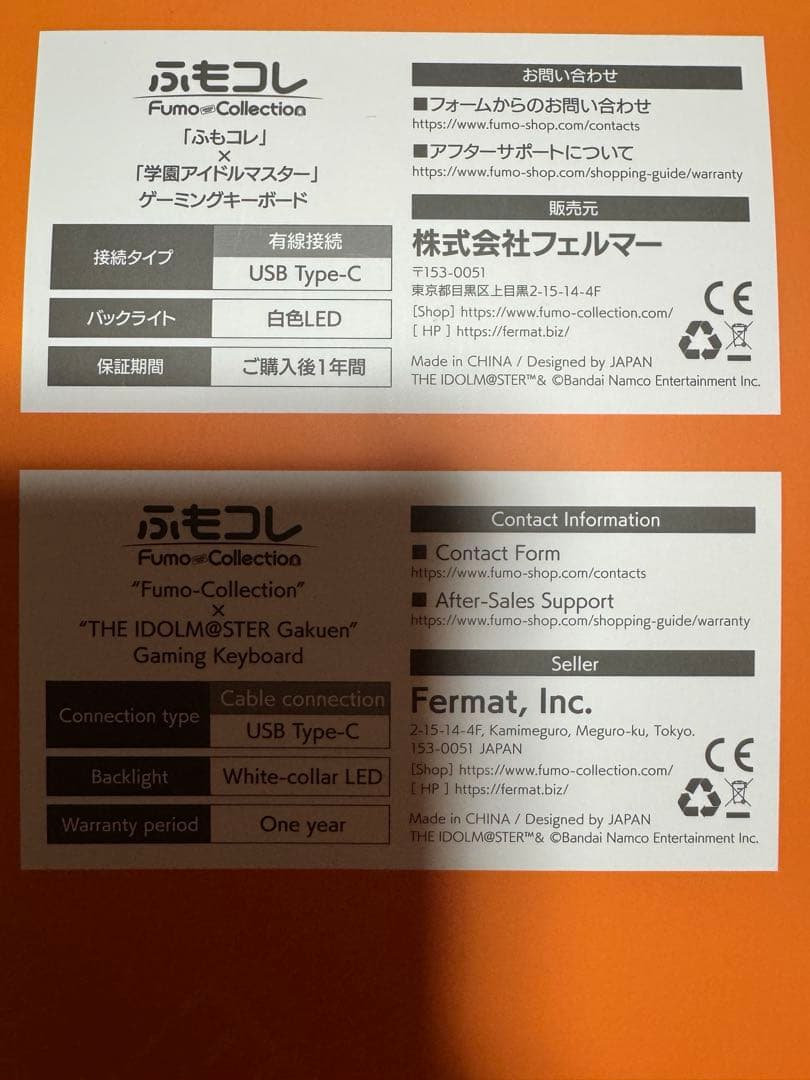 ふもコレ
Fumo Collection
「ふもコレ」
×
「学園アイドルマスター」
ゲーミングキーボード
接続タイプ
有線接続
USB Type-C
バックライト
白色LED
保証期間
ご購入後1年間
お問い合わせ
■フォームからのお問い合わせ
https://www.fumo-shop.com/contacts
■アフターサポートについて
https://www.fumo-shop.com/shopping-guide/warranty
販売元
株式会社フェルマー
〒153-0051
東京都目黒区上目黒2-15-14-4F
[Shop] https://www.fumo-collection.com/
[ HP ] https://fermat.biz/
CE
Made in CHINA / Designed by JAPAN
THE IDOLM@STER™& ©Bandai Namco Entertainment Inc.
ふもコレ
Fumo Collection
“Fumo-Collection”
×
“THE IDOLM@STER Gakuen”
Gaming Keyboard
Connection type
Cable connection
USB Type-C
Backlight
White-collar LED
Warranty period
One year
Contact Information
■ Contact Form
https://www.fumo-shop.com/contacts
■ After-Sales Support
https://www.fumo-shop.com/shopping-guide/warranty
Seller
Fermat, Inc.
2-15-14-4F, Kamimeguro, Meguro-ku, Tokyo.
153-0051 JAPAN
[Shop] https://www.fumo-collection.com/
[ HP ] https://fermat.biz/
CE
Made in CHINA / Designed by JAPAN
THE IDOLM@STER™& ©Bandai Namco Entertainment Inc.